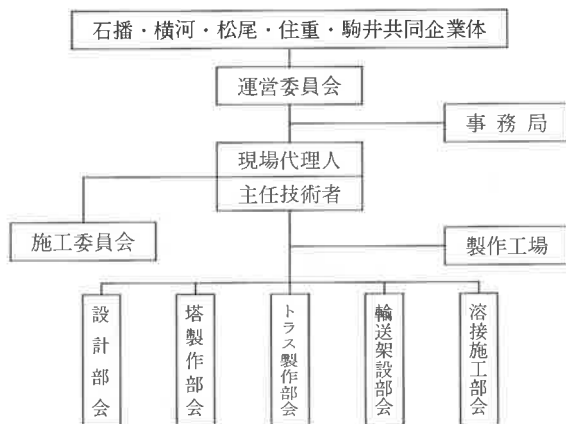 石播・横河・松尾・住重・駒井共同企業体
運営委員会
事務局
現場代理人
主任技術者
施工委員会
製作工場
設計部会
塔製作部会
トラス製作部会
輸送架設部会
溶接施工部会